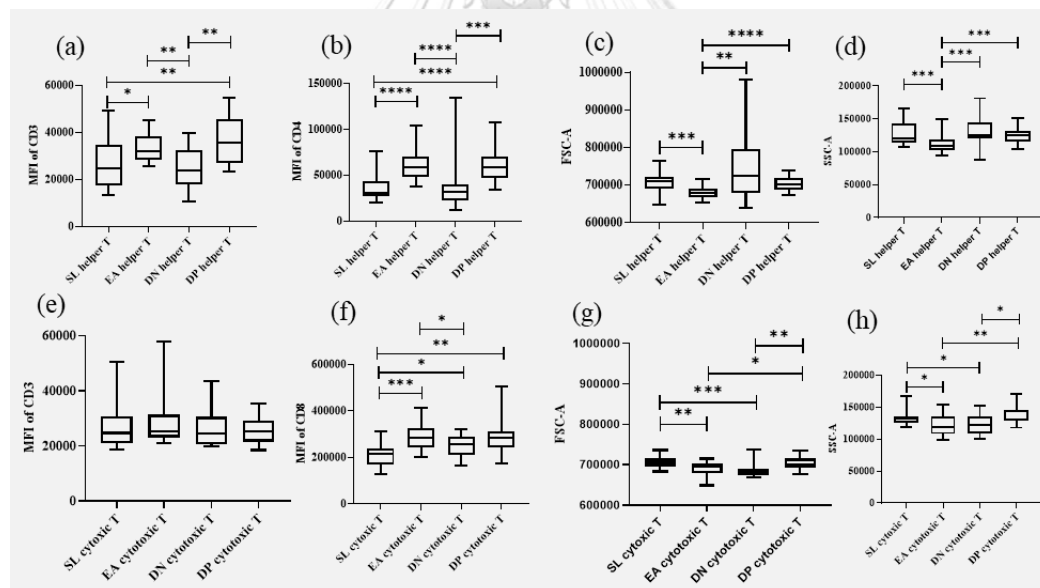 (a)
**
**
**
*
MFI of CD3
60000
40000
20000
0
SL helper T
EA helper T
DN helper T
DP helper T
(b)
***
****
****
****
MFI of CD4
150000
100000
50000
0
SL helper T
EA helper T
DN helper T
DP helper T
(c)
****
**
***
FSC-A
1000000
900000
800000
700000
600000
SL helper T
EA helper T
DN helper T
DP helper T
(d)
***
***
***
SSC-A
200000
150000
100000
50000
0
SL helper T
EA helper T
DN helper T
DP helper T
(e)
MFI of CD3
60000
40000
20000
0
SL cytoxic T
EA cytotoxic T
DN cytotoxic T
DP cytotoxic T
(f)
*
**
*
***
MFI of CD8
600000
400000
200000
0
SL cytoxic T
EA cytotoxic T
DN cytotoxic T
DP cytotoxic T
(g)
**
*
***
**
FSC-A
1000000
900000
800000
700000
600000
SL cytoxic T
EA cytotoxic T
DN cytotoxic T
DP cytotoxic T
(h)
*
**
*
*
SSC-A
200000
150000
100000
50000
0
SL cytoxic T
EA cytotoxic T
DN cytotoxic T
DP cytotoxic T